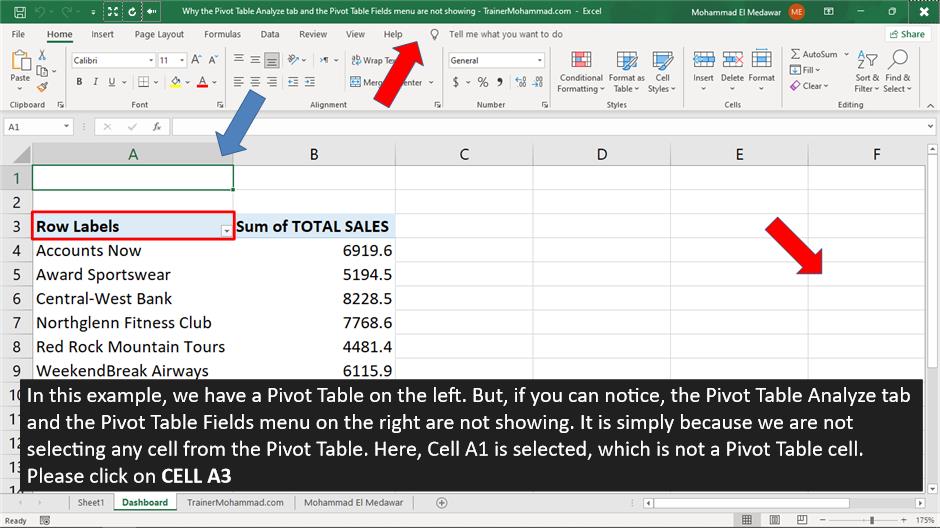 Why the Pivot Table Analyze tab and the Pivot Table Fields menu are not showing - TrainerMohammad.com - Excel
Mohammad El Medawar
ME
File Home Insert Page Layout Formulas Data Review View Help Tell me what you want to do Share
Paste
Clipboard
Calibri 11
B I U
Font
Wrap Tex
Merge
Center
Alignment
General
$ % 
Number
Conditional Formatting
Format as Table
Cell Styles
Styles
Insert Delete Format
Cells
AutoSum
Fill
Clear
Sort & Filter
Find & Select
Editing
A1 fx
A B C D E F
1
2
3 Row Labels Sum of TOTAL SALES
4 Accounts Now 6919.6
5 Award Sportswear 5194.5
6 Central-West Bank 8228.5
7 Northglenn Fitness Club 7768.6
8 Red Rock Mountain Tours 4481.4
9 WeekendBreak Airways 6115.9
In this example, we have a Pivot Table on the left. But, if you can notice, the Pivot Table Analyze tab
and the Pivot Table Fields menu on the right are not showing. It is simply because we are not
selecting any cell from the Pivot Table. Here, Cell A1 is selected, which is not a Pivot Table cell.
Please click on CELL A3
Sheet1 Dashboard TrainerMohammad.com Mohammad El Medawar
Ready 175%